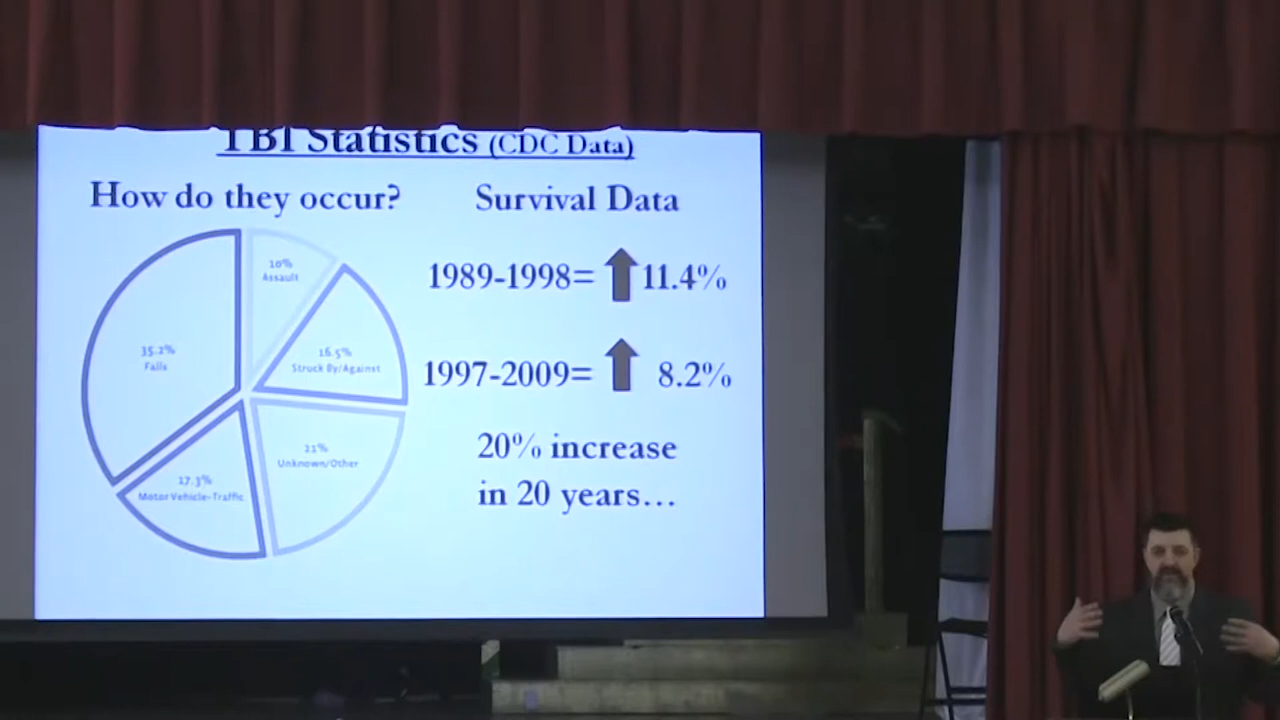 TBI Statistics (CDC Data)
How do they occur?
10%
Assault
16.5%
Struck By/Against
21%
Unknown/Other
17.3%
Motor Vehicle-Traffic
35.2%
Falls
Survival Data
1989-1998= 11.4%
1997-2009= 8.2%
20% increase
in 20 years…